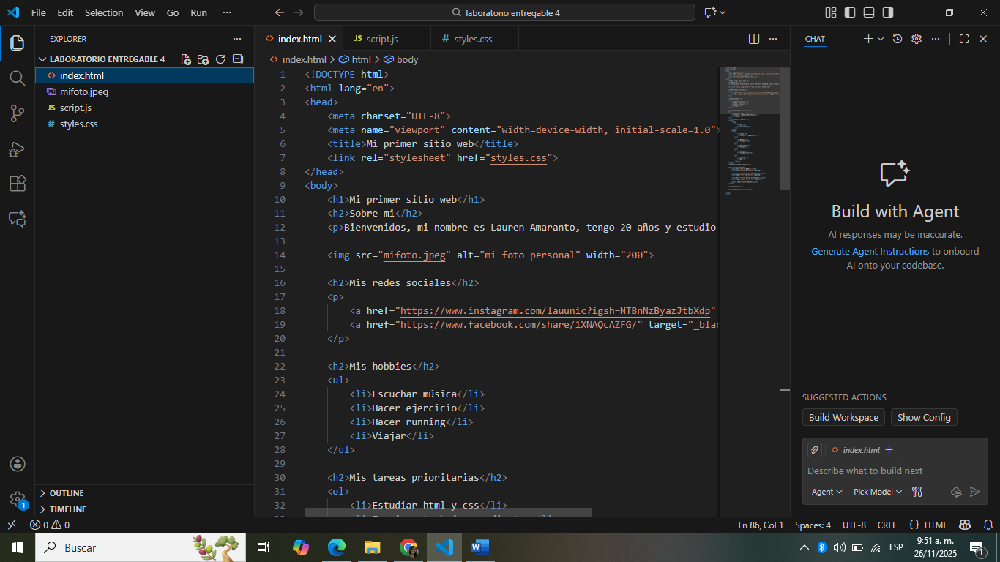 File Edit Selection View Go Run ··· laboratorio entregable 4
EXPLORER ···
LABORATORIO ENTREGABLE 4
index.html
mifoto.jpeg
JS script.js
# styles.css
OUTLINE
TIMELINE
index.html JS script.js # styles.css ···
index.html > html > body
1 <!DOCTYPE html>
2 <html lang="en">
3 <head>
4 <meta charset="UTF-8">
5 <meta name="viewport" content="width=device-width, initial-scale=1.0">
6 <title>Mi primer sitio web</title>
7 <link rel="stylesheet" href="styles.css">
8 </head>
9 <body>
10 <h1>Mi primer sitio web</h1>
11 <h2>Sobre mi</h2>
12 <p>Bienvenidos, mi nombre es Lauren Amaranto, tengo 20 años y estudio
13
14 <img src="mifoto.jpeg" alt="mi foto personal" width="200">
15
16 <h2>Mis redes sociales</h2>
17 <p>
18 <a href="https://www.instagram.com/lauunic?igsh=NTBnNzByazJtbXdp"
19 <a href="https://www.facebook.com/share/1XNAQcAZFG/" target="_blan
20 </p>
21
22 <h2>Mis hobbies</h2>
23 <ul>
24 <li>Escuchar música</li>
25 <li>Hacer ejercicio</li>
26 <li>Hacer running</li>
27 <li>Viajar</li>
28 </ul>
29
30 <h2>Mis tareas prioritarias</h2>
31 <ol>
32 <li>Estudiar html y css</li>
CHAT
Build with Agent
AI responses may be inaccurate.
Generate Agent Instructions to onboard
AI onto your codebase.
SUGGESTED ACTIONS
Build Workspace Show Config
index.html
Describe what to build next
Agent Pick Model
1
0 0 Ln 86, Col 1 Spaces: 4 UTF-8 CRLF { } HTML
Buscar ESP
9:51 a. m.
26/11/2025
1